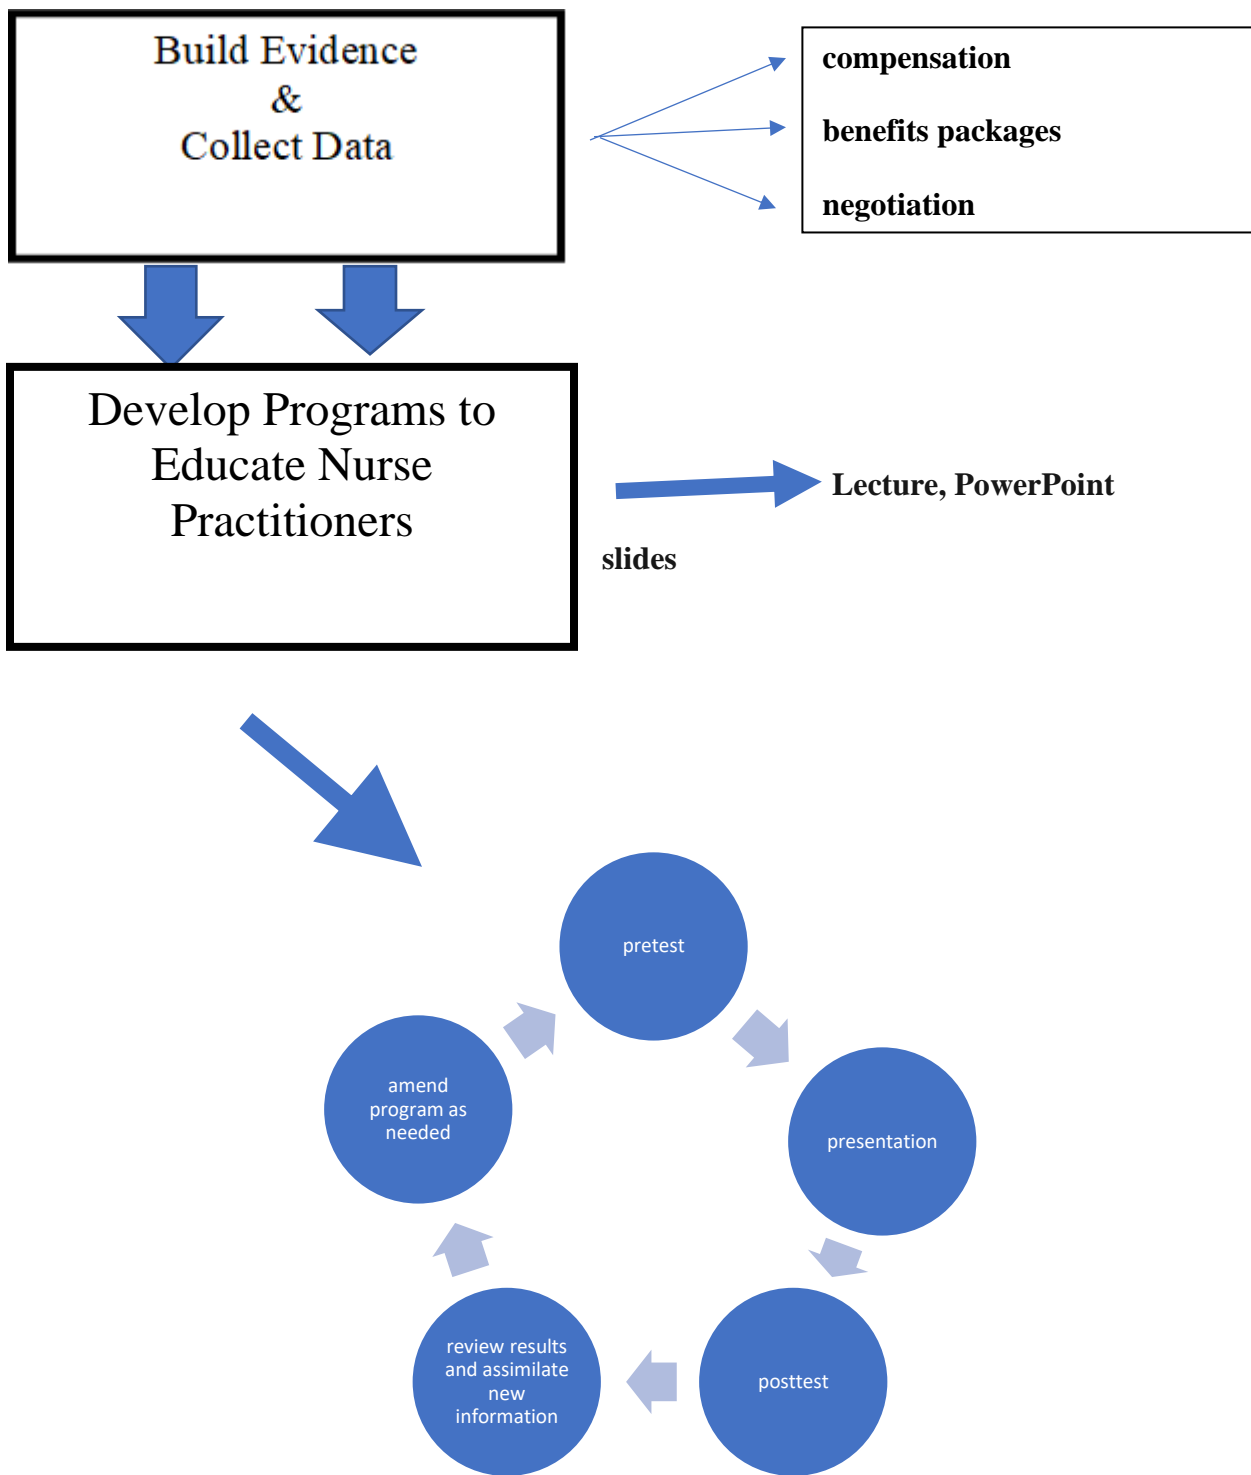 Build Evidence
&
Collect Data
compensation
benefits packages
negotiation
Develop Programs to
Educate Nurse
Practitioners
Lecture, PowerPoint
slides
pretest
presentation
posttest
review results
and assimilate
new
information
amend
program as
needed